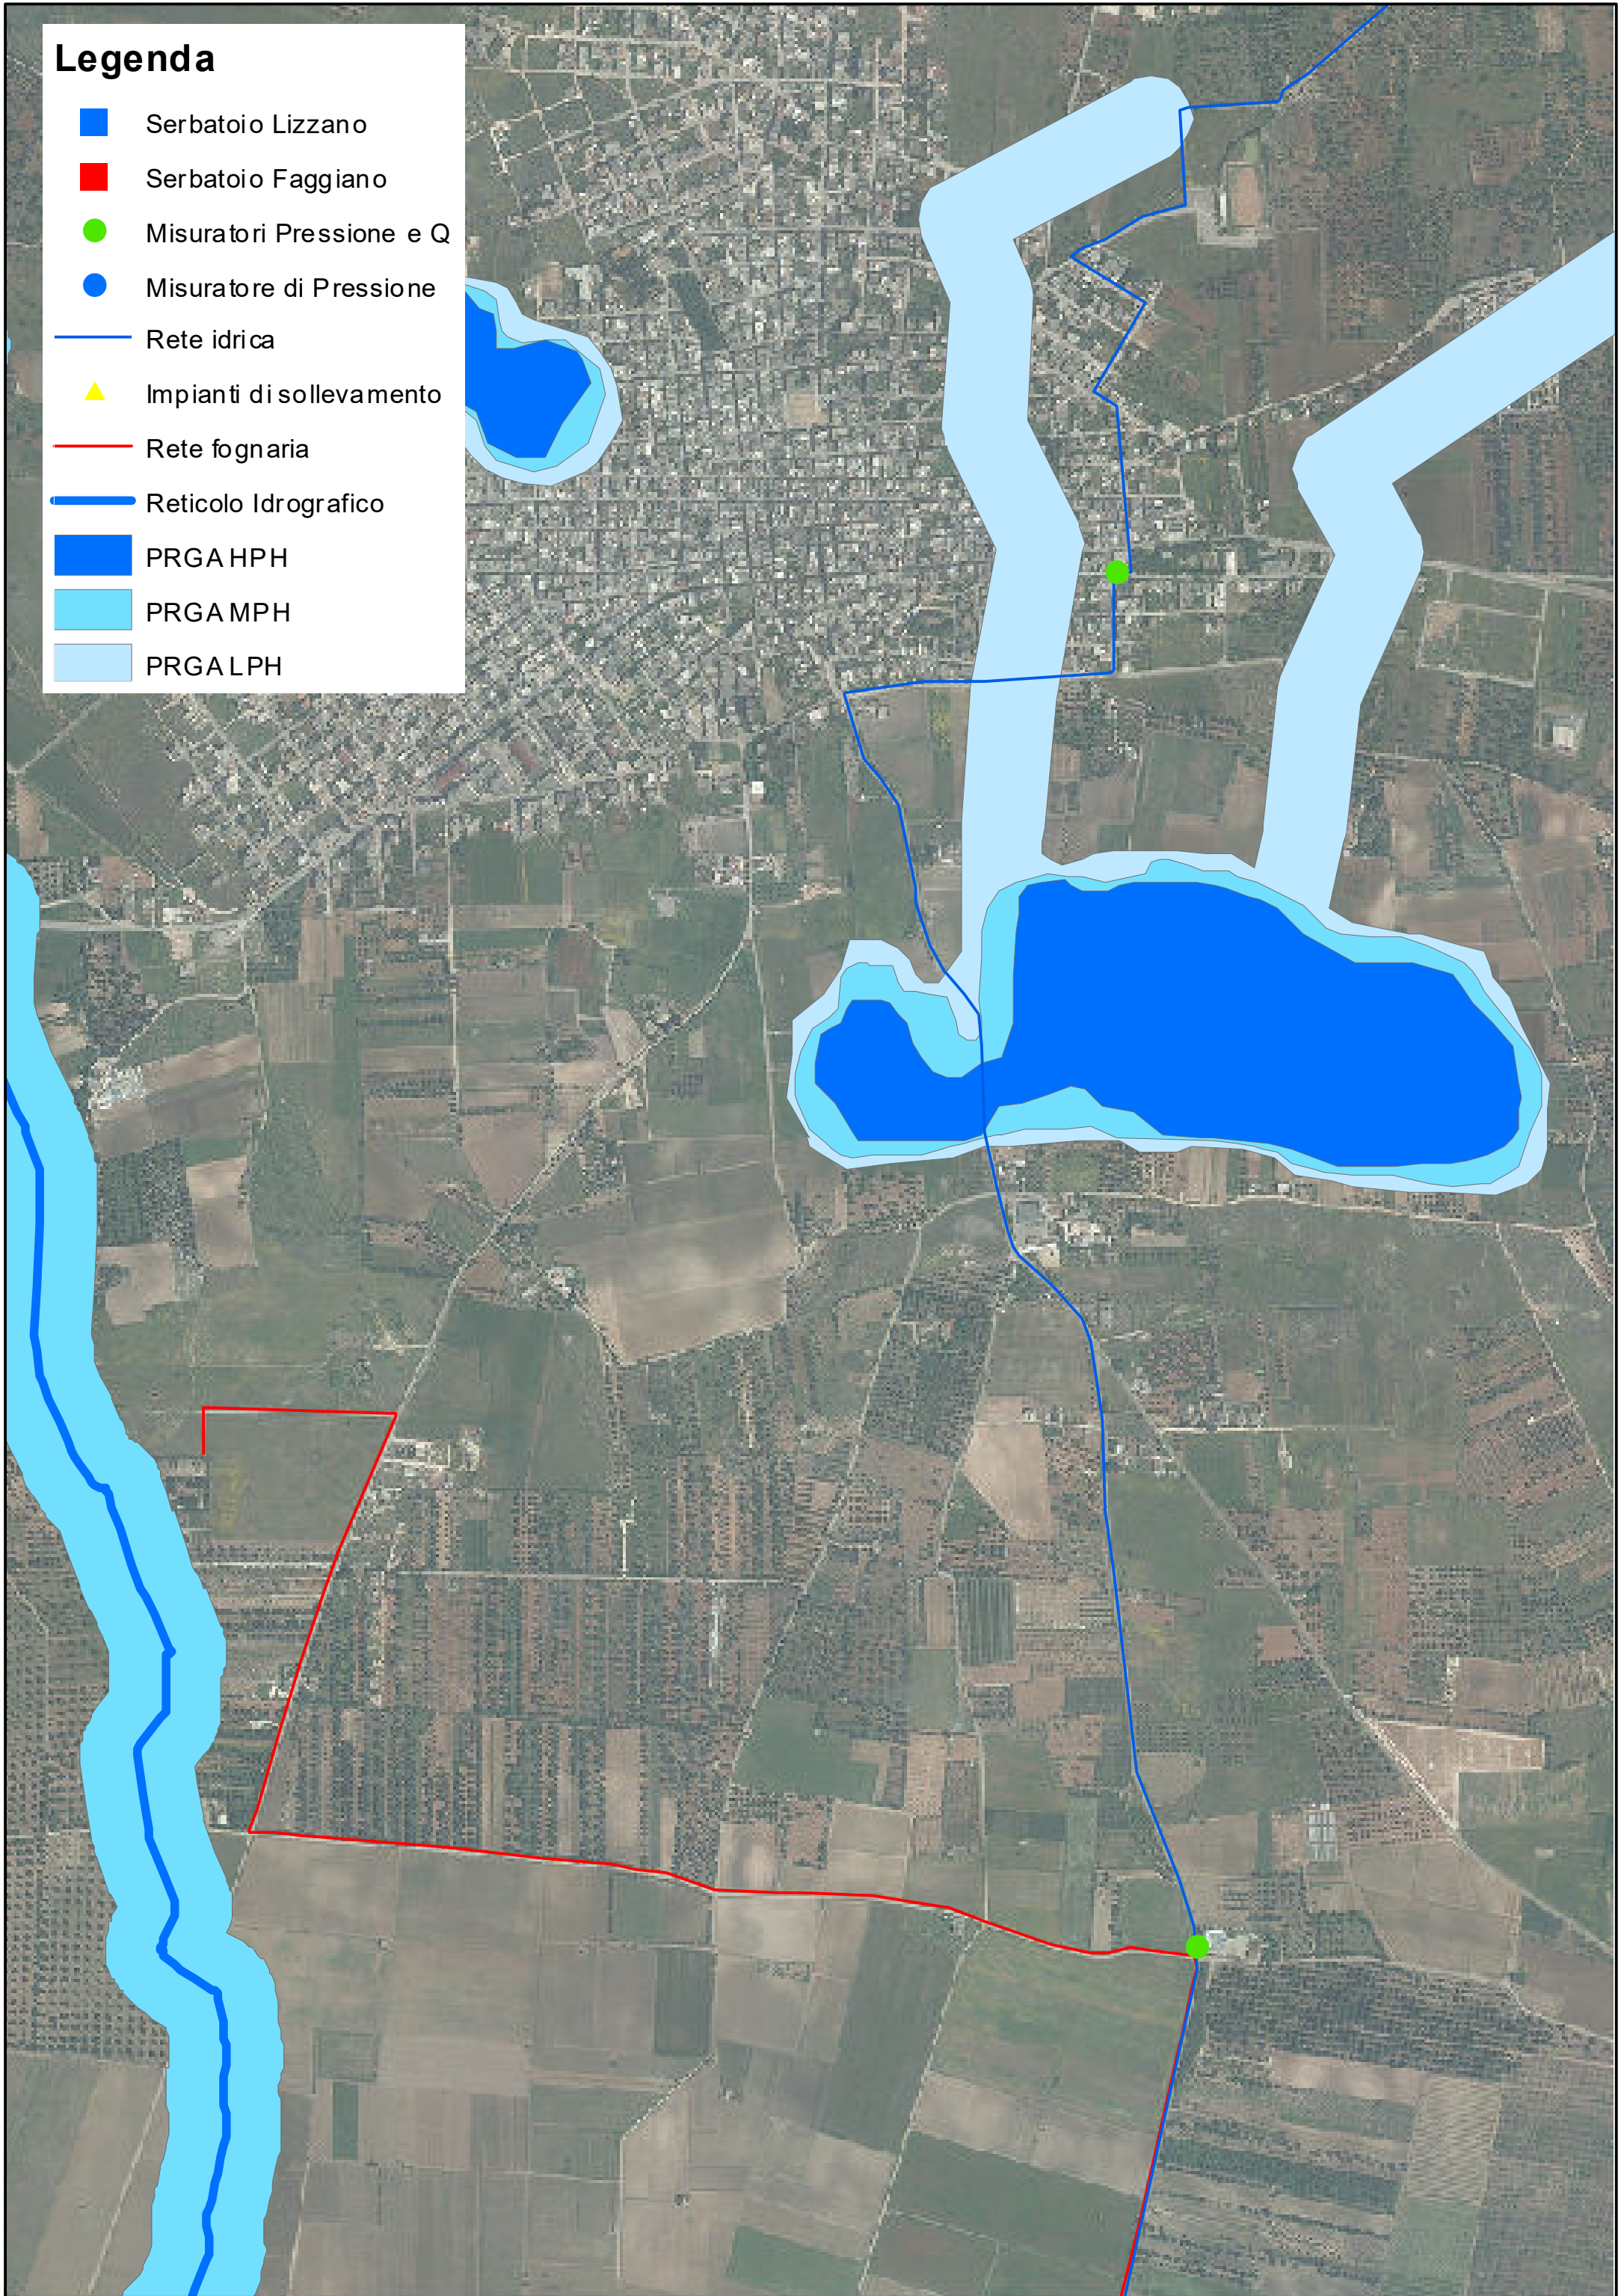 Legenda
Serbatoio Lizzano
Serbatoio Faggiano
Misuratori Pressione e Q
Misuratore di Pressione
Rete idrica
Impianti di sollevamento
Rete fognaria
Reticolo Idrografico
PRGA HPH
PRGA MPH
PRGA LPH